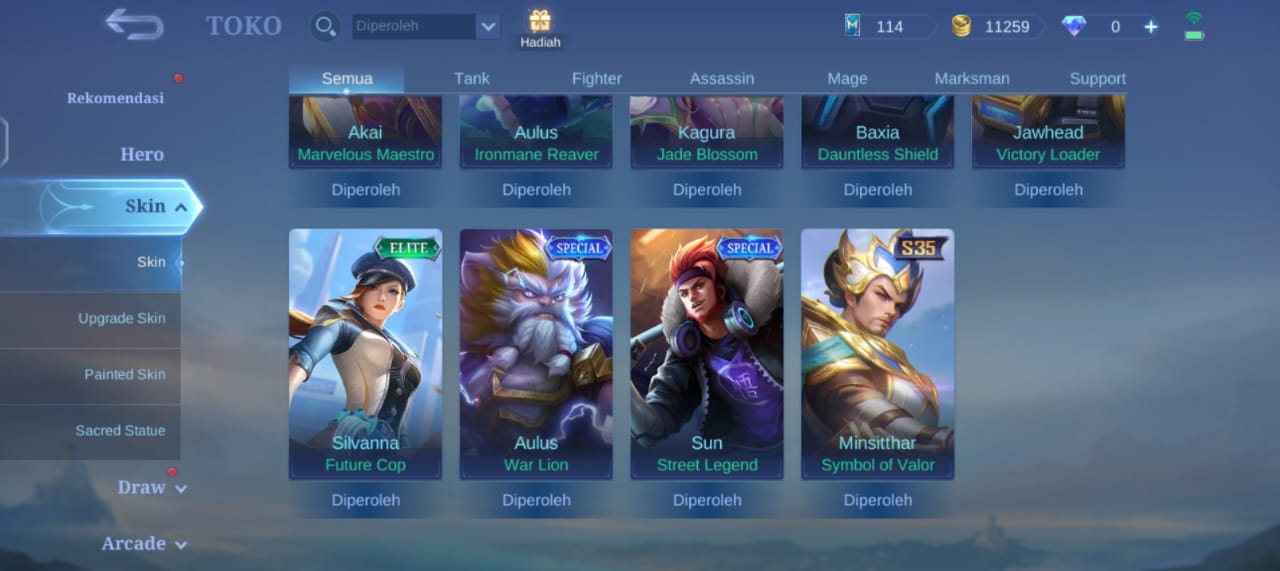 TOKO
Diperoleh
Hadiah
114
11259
0
Rekomendasi
Hero
Skin
Skin
Upgrade Skin
Painted Skin
Sacred Statue
Draw
Arcade
Semua
Tank
Fighter
Assassin
Mage
Marksman
Support
Akai
Marvelous Maestro
Diperoleh
Aulus
Ironmane Reaver
Diperoleh
Kagura
Jade Blossom
Diperoleh
Baxia
Dauntless Shield
Diperoleh
Jawhead
Victory Loader
Diperoleh
ELITE
Silvanna
Future Cop
Diperoleh
SPECIAL
Aulus
War Lion
Diperoleh
SPECIAL
Sun
Street Legend
Diperoleh
S35
Minsitthar
Symbol of Valor
Diperoleh